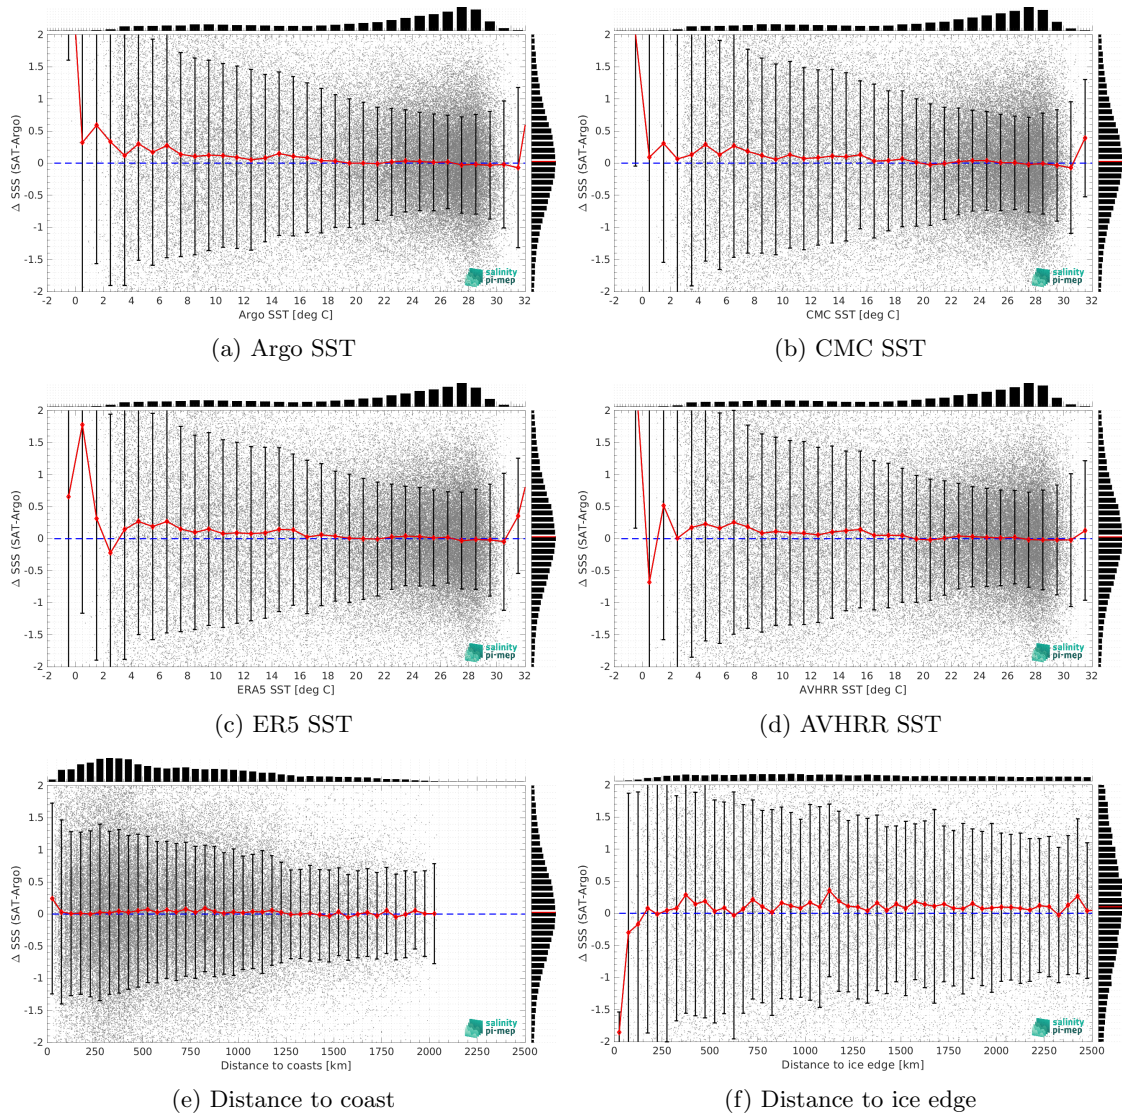 2
1.5
1
0.5
0
-0.5
-1
-1.5
-2
Δ SSS (SAT-Argo)
salinity
pi-mep
-2 0 2 4 6 8 10 12 14 16 18 20 22 24 26 28 30 32
Argo SST [deg C]
(a) Argo SST
2
1.5
1
0.5
0
-0.5
-1
-1.5
-2
Δ SSS (SAT-Argo)
salinity
pi-mep
-2 0 2 4 6 8 10 12 14 16 18 20 22 24 26 28 30 32
CMC SST [deg C]
(b) CMC SST
2
1.5
1
0.5
0
-0.5
-1
-1.5
-2
Δ SSS (SAT-Argo)
salinity
pi-mep
-2 0 2 4 6 8 10 12 14 16 18 20 22 24 26 28 30 32
ERA5 SST [deg C]
(c) ER5 SST
2
1.5
1
0.5
0
-0.5
-1
-1.5
-2
Δ SSS (SAT-Argo)
salinity
pi-mep
-2 0 2 4 6 8 10 12 14 16 18 20 22 24 26 28 30 32
AVHRR SST [deg C]
(d) AVHRR SST
2
1.5
1
0.5
0
-0.5
-1
-1.5
-2
Δ SSS (SAT-Argo)
salinity
pi-mep
0 250 500 750 1000 1250 1500 1750 2000 2250 2500
Distance to coasts [km]
(e) Distance to coast
2
1.5
1
0.5
0
-0.5
-1
-1.5
-2
Δ SSS (SAT-Argo)
salinity
pi-mep
0 250 500 750 1000 1250 1500 1750 2000 2250 2500
Distance to ice edge [km]
(f) Distance to ice edge